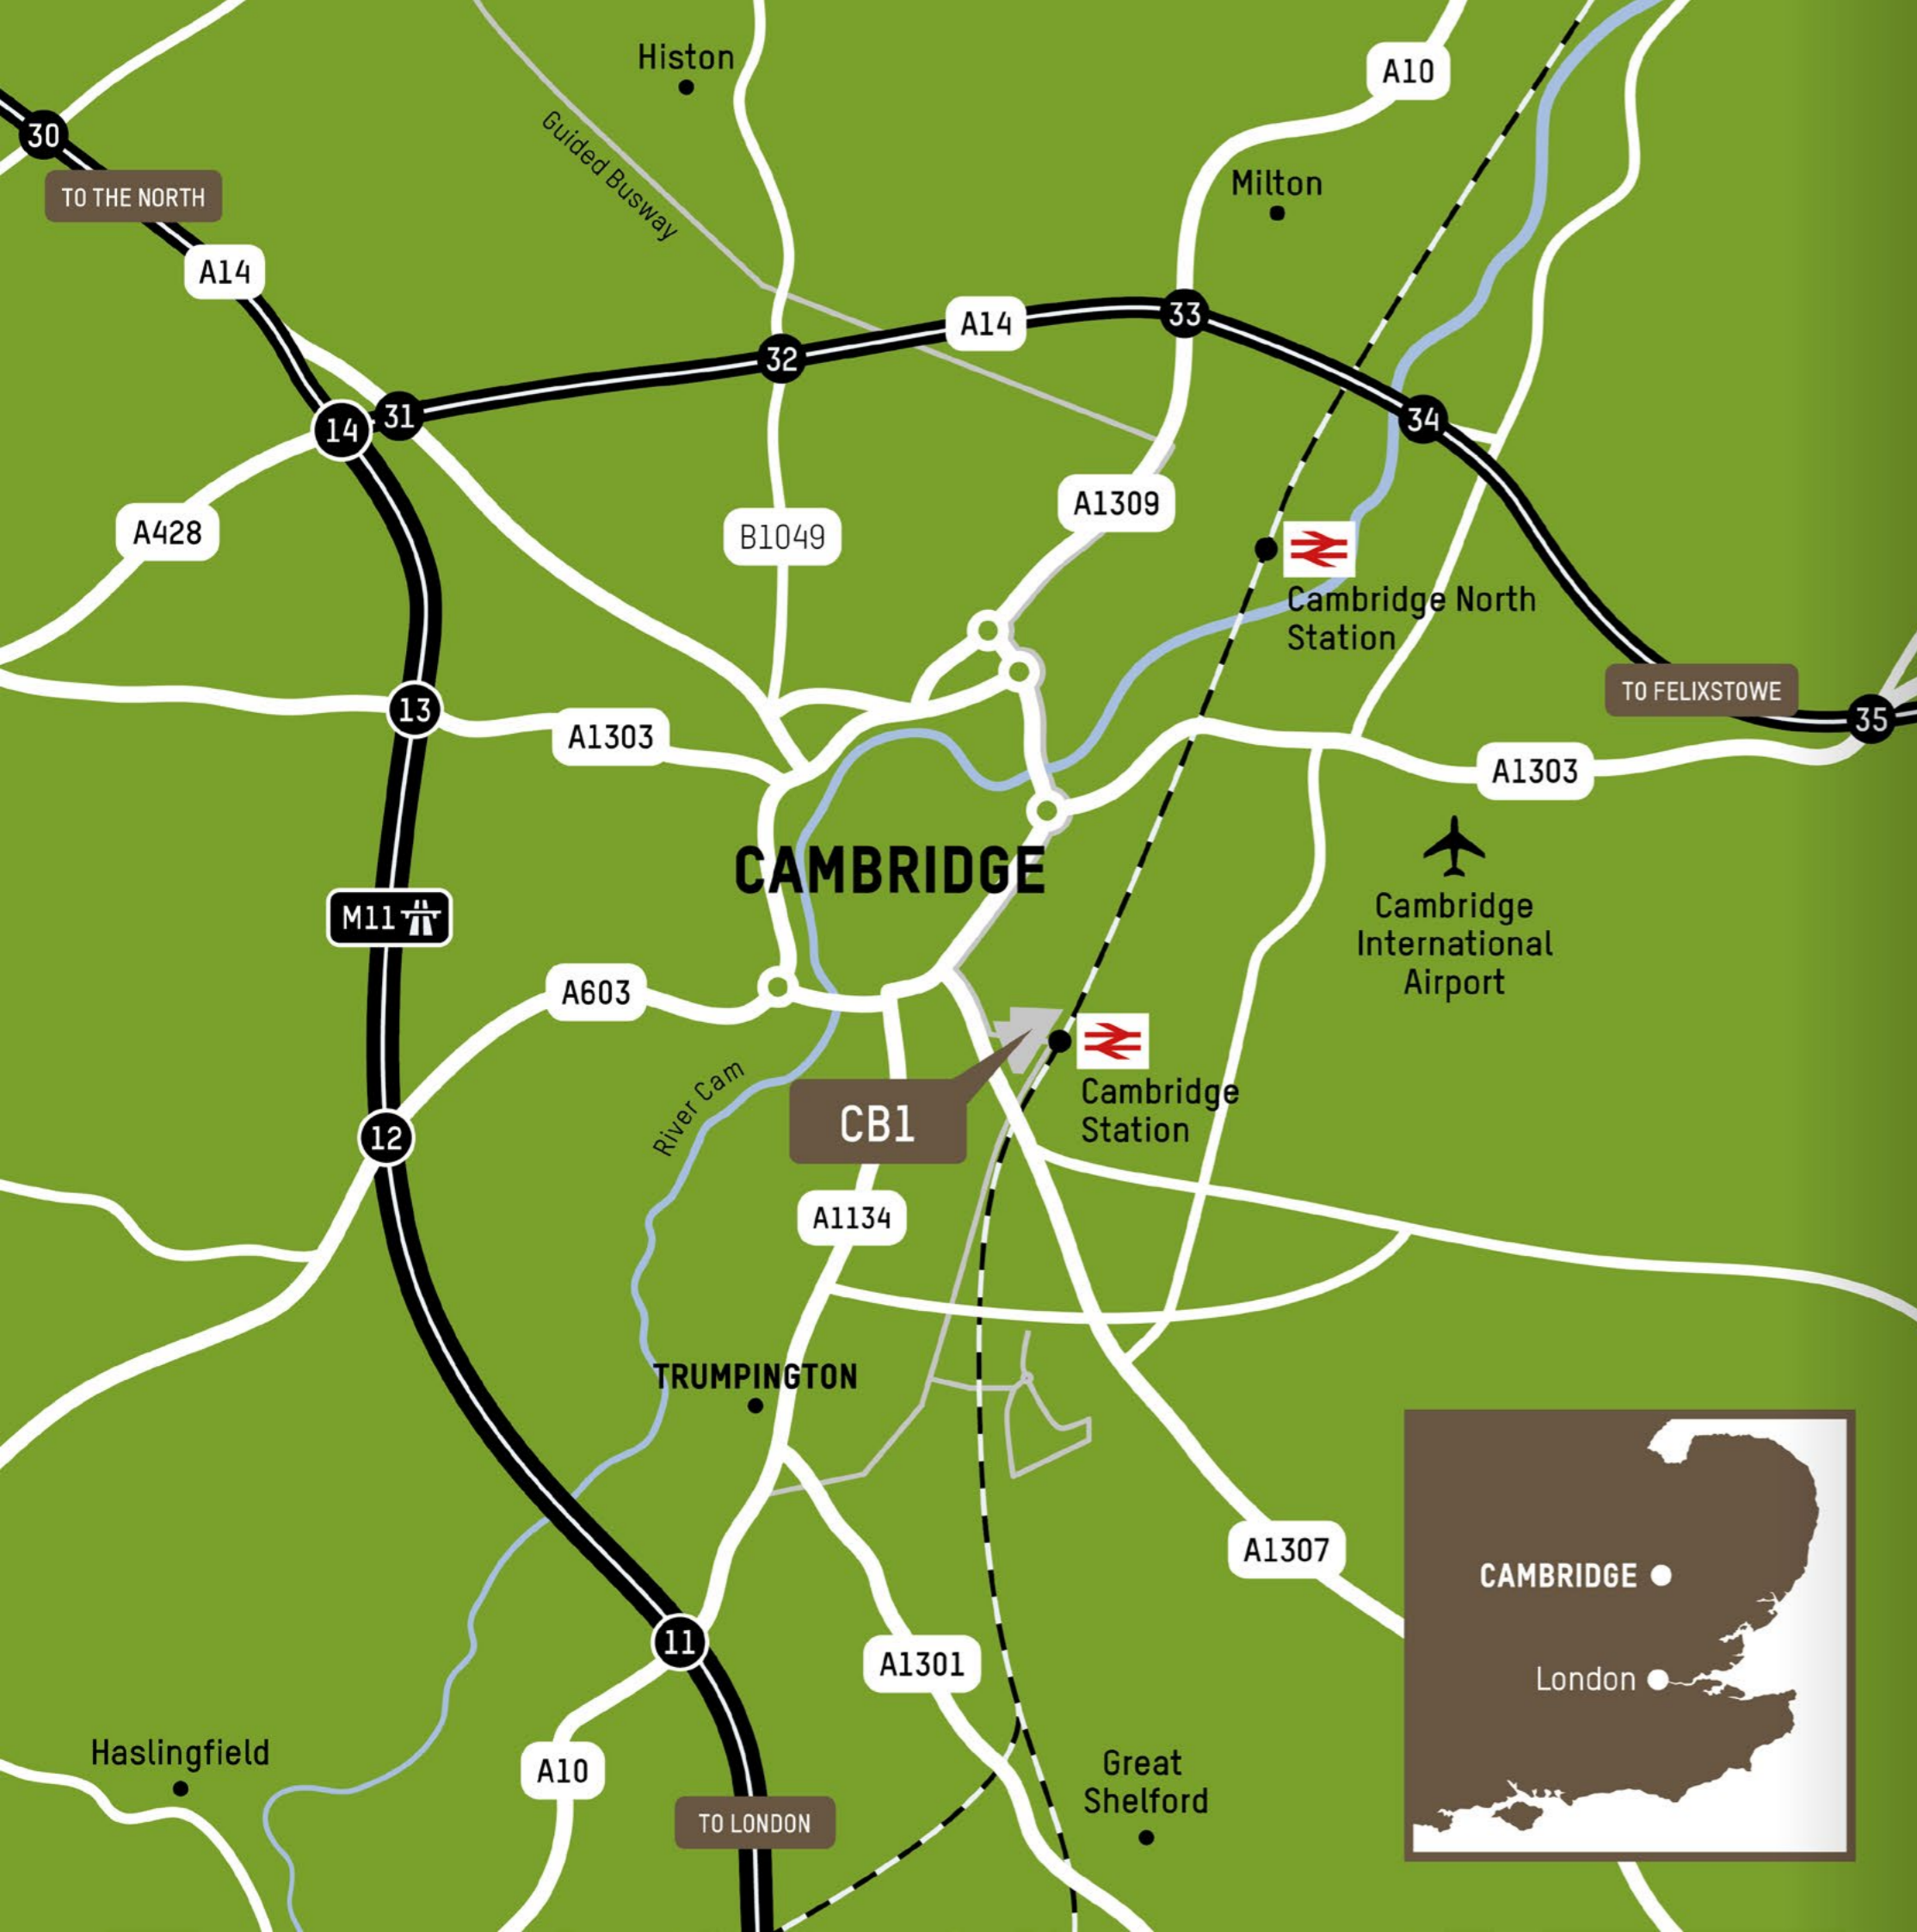 Histon
A10
30
Guided Busway
Milton
TO THE NORTH
A14
33
A14
32
31
14
34
A1309
A428
B1049
Cambridge North
Station
TO FELIXSTOWE
13
35
A1303
A1303
CAMBRIDGE
M11
Cambridge
International
Airport
A603
River Cam
CB1
Cambridge
Station
12
A1134
TRUMPINGTON
A1307
CAMBRIDGE
11
A1301
London
Haslingfield
A10
Great
Shelford
TO LONDON